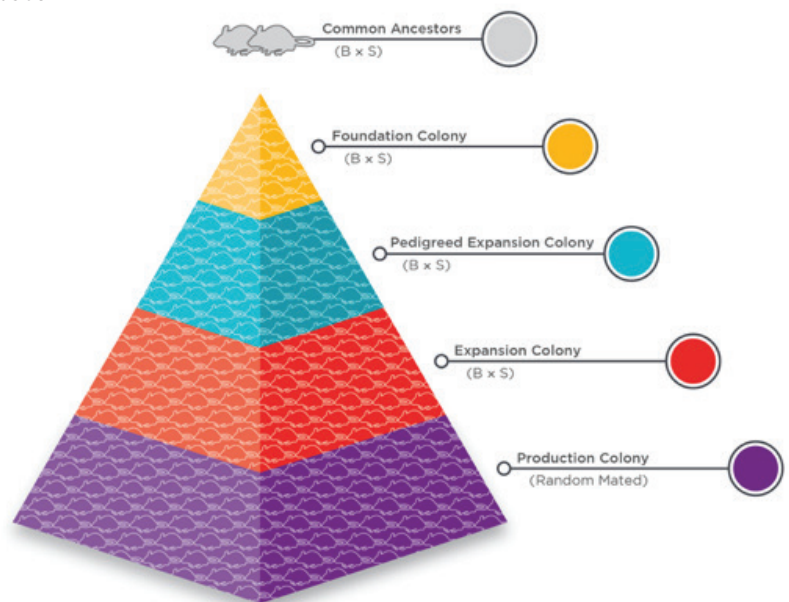 Common Ancestors
(B x S)
Foundation Colony
(B x S)
Pedigreed Expansion Colony
(B x S)
Expansion Colony
(B x S)
Production Colony
(Random Mated)